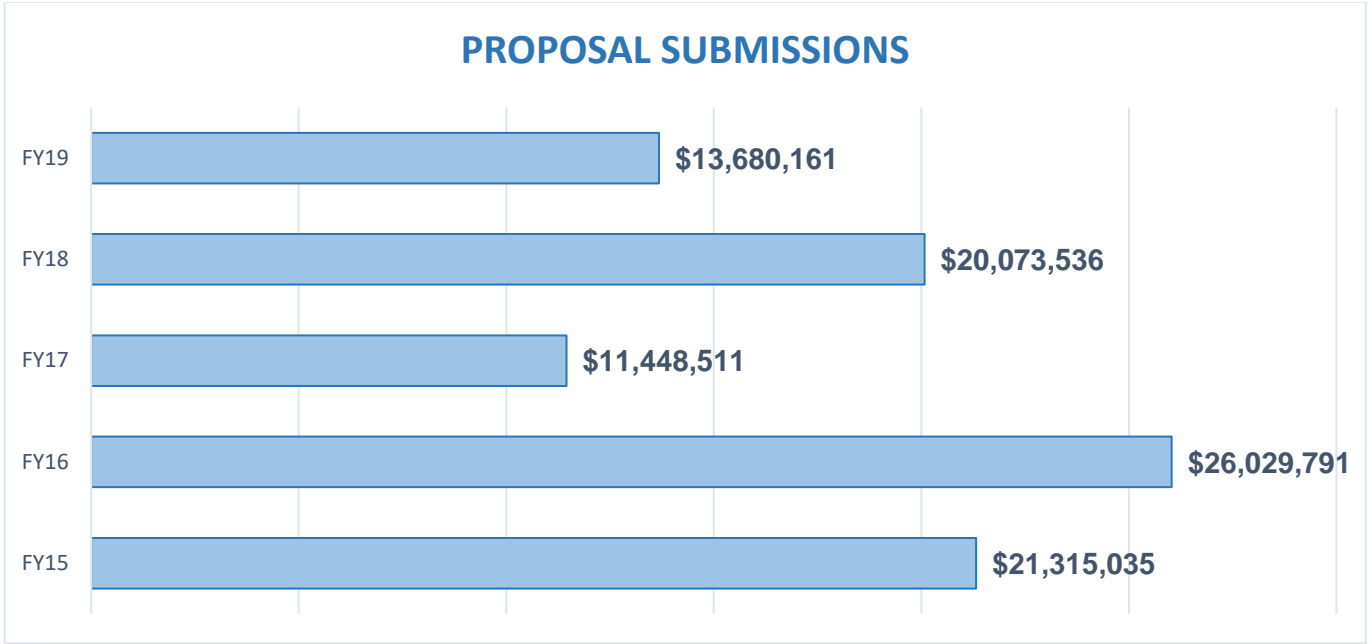 PROPOSAL SUBMISSIONS
FY19 $13,680,161
FY18 $20,073,536
FY17 $11,448,511
FY16 $26,029,791
FY15 $21,315,035